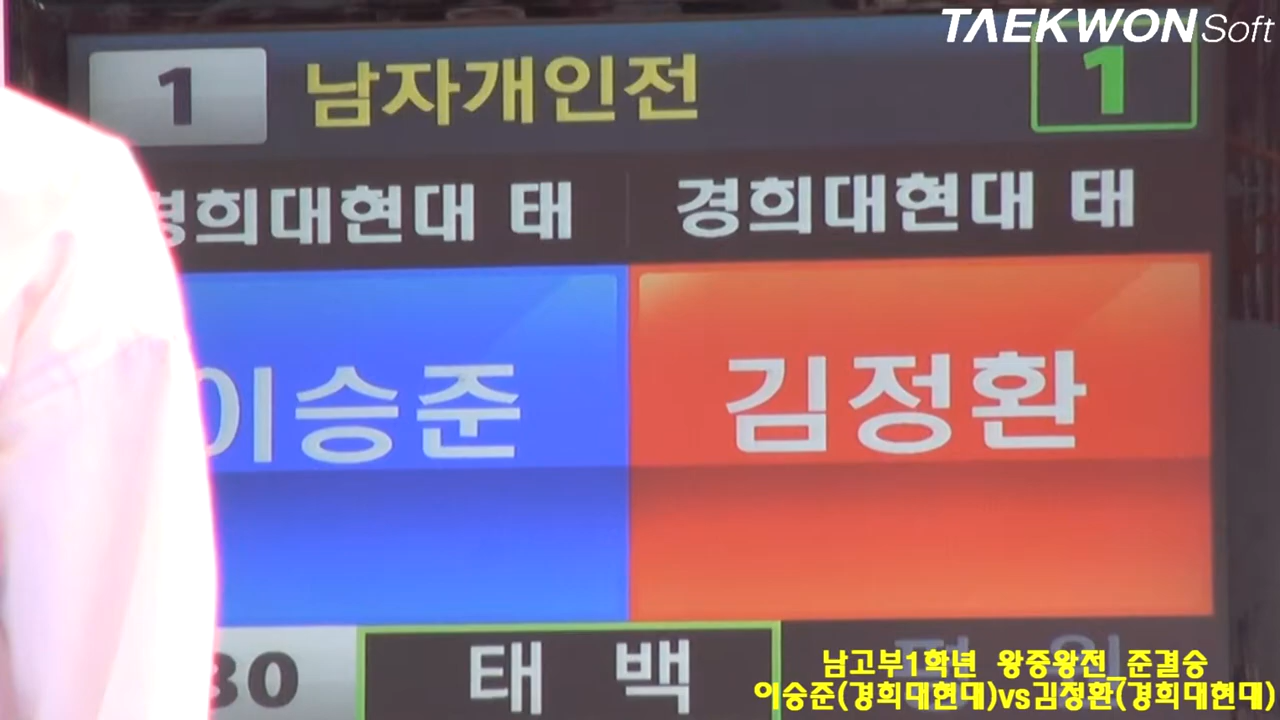 TAEKWONSoft
1 남자개인전 1
경희대현대 태 경희대현대 태
이승준 김정환
태 백
남고부1학년 왕중왕전_준결승
이승준(경희대현대)vs김정환(경희대현대)